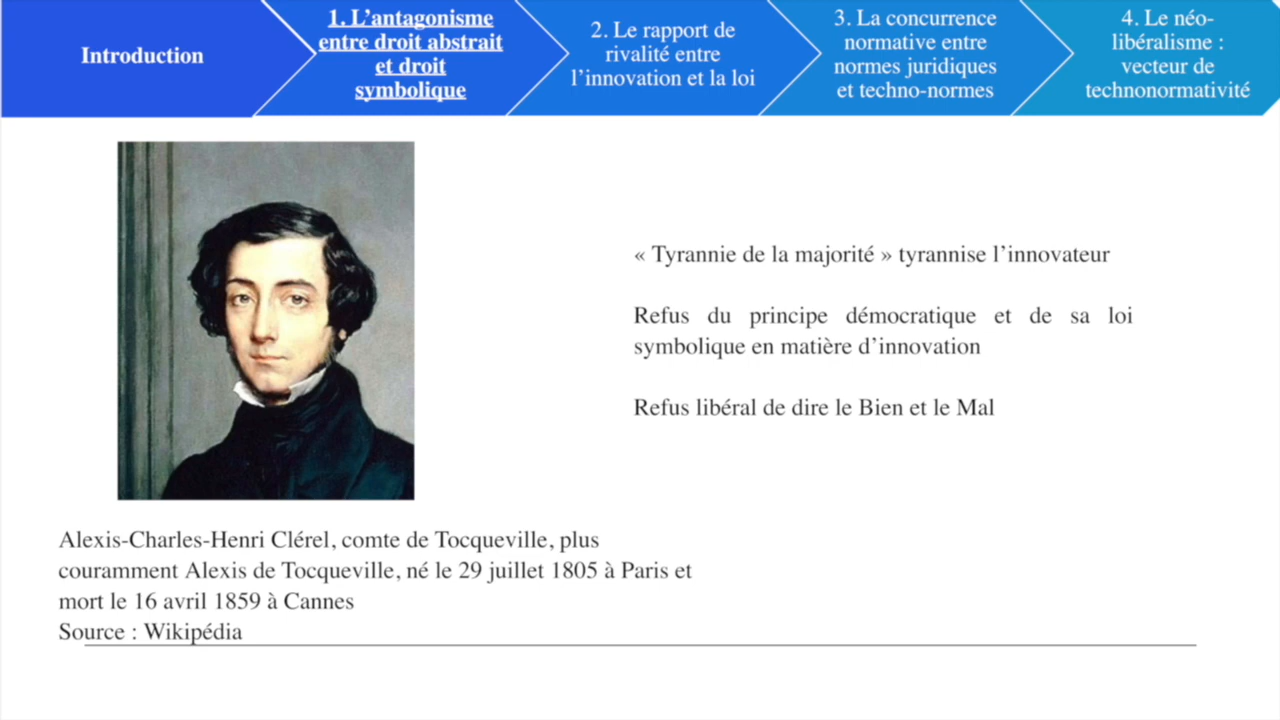 Introduction
1. L’antagonisme
entre droit abstrait
et droit
symbolique
2. Le rapport de
rivalité entre
l’innovation et la loi
3. La concurrence
normative entre
normes juridiques
et techno-normes
4. Le néo-
libéralisme :
vecteur de
technonormativité
« Tyrannie de la majorité » tyrannise l’innovateur
Refus du principe démocratique et de sa loi
symbolique en matière d’innovation
Refus libéral de dire le Bien et le Mal
Alexis-Charles-Henri Clérel, comte de Tocqueville, plus
couramment Alexis de Tocqueville, né le 29 juillet 1805 à Paris et
mort le 16 avril 1859 à Cannes
Source : Wikipédia